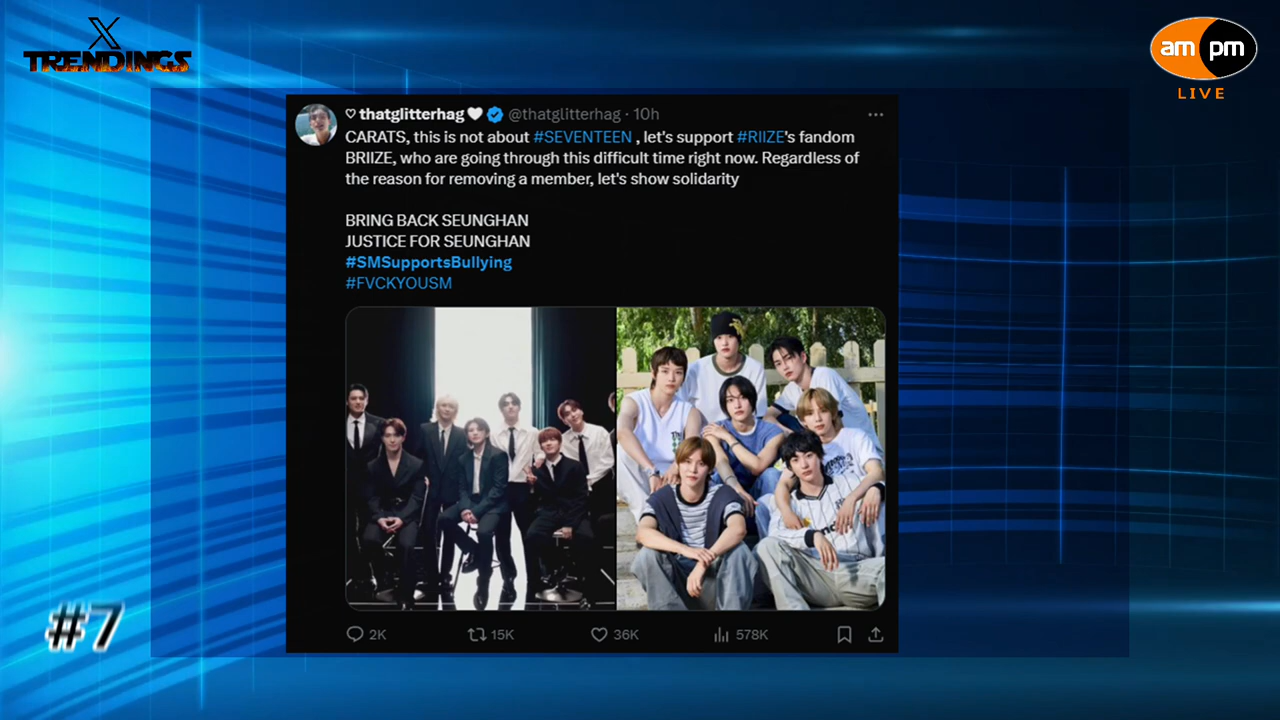 X
TRENDINGS
am pm
LIVE
♡ thatglitterhag🤍 @thatglitterhag · 10h
CARATS, this is not about #SEVENTEEN , let's support #RIIZE's fandom
BRIIZE, who are going through this difficult time right now. Regardless of
the reason for removing a member, let's show solidarity
BRING BACK SEUNGHAN
JUSTICE FOR SEUNGHAN
#SMSupportsBullying
#FVCKYOUSM
2K 15K 36K 578K
#7